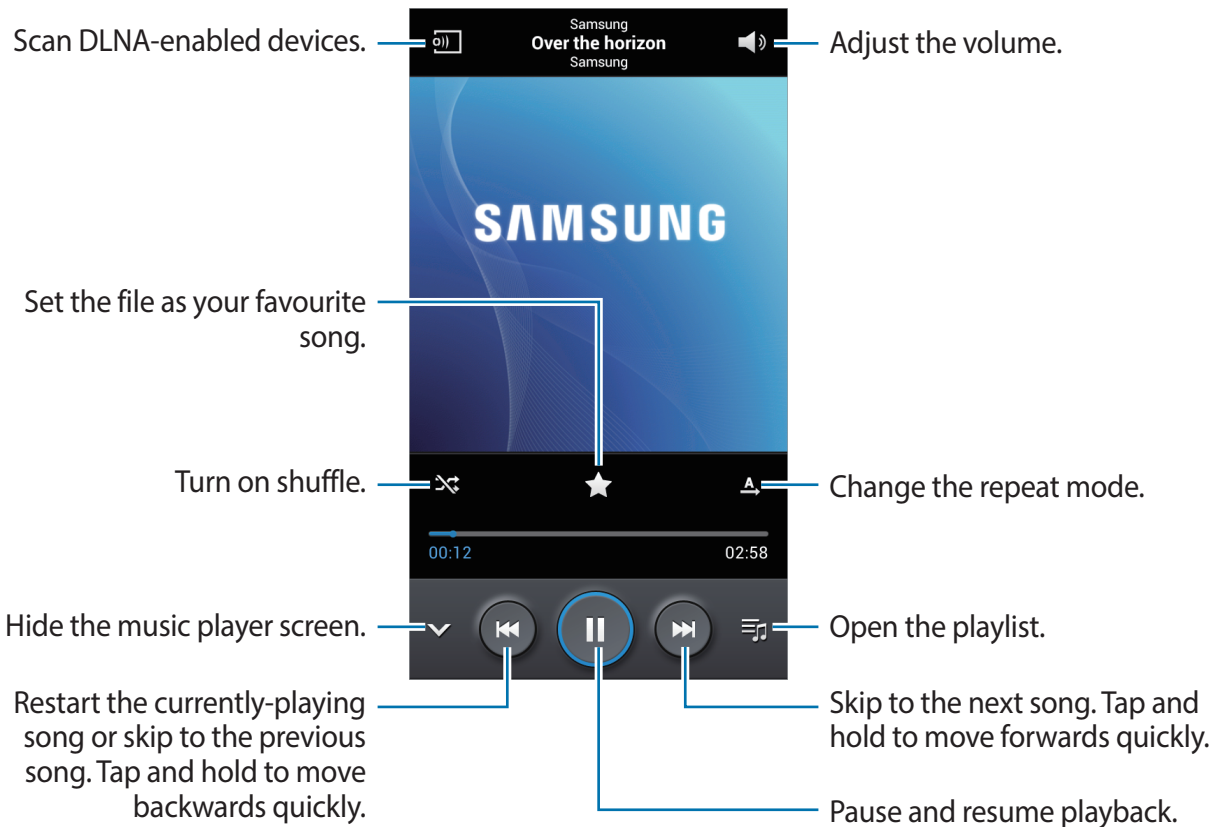 Scan DLNA-enabled devices.
Samsung
Over the horizon
Samsung
Adjust the volume.
SAMSUNG
Set the file as your favourite
song.
Turn on shuffle.
A
Change the repeat mode.
00:12
02:58
Hide the music player screen.
Open the playlist.
Restart the currently-playing
song or skip to the previous
song. Tap and hold to move
backwards quickly.
Skip to the next song. Tap and
hold to move forwards quickly.
Pause and resume playback.